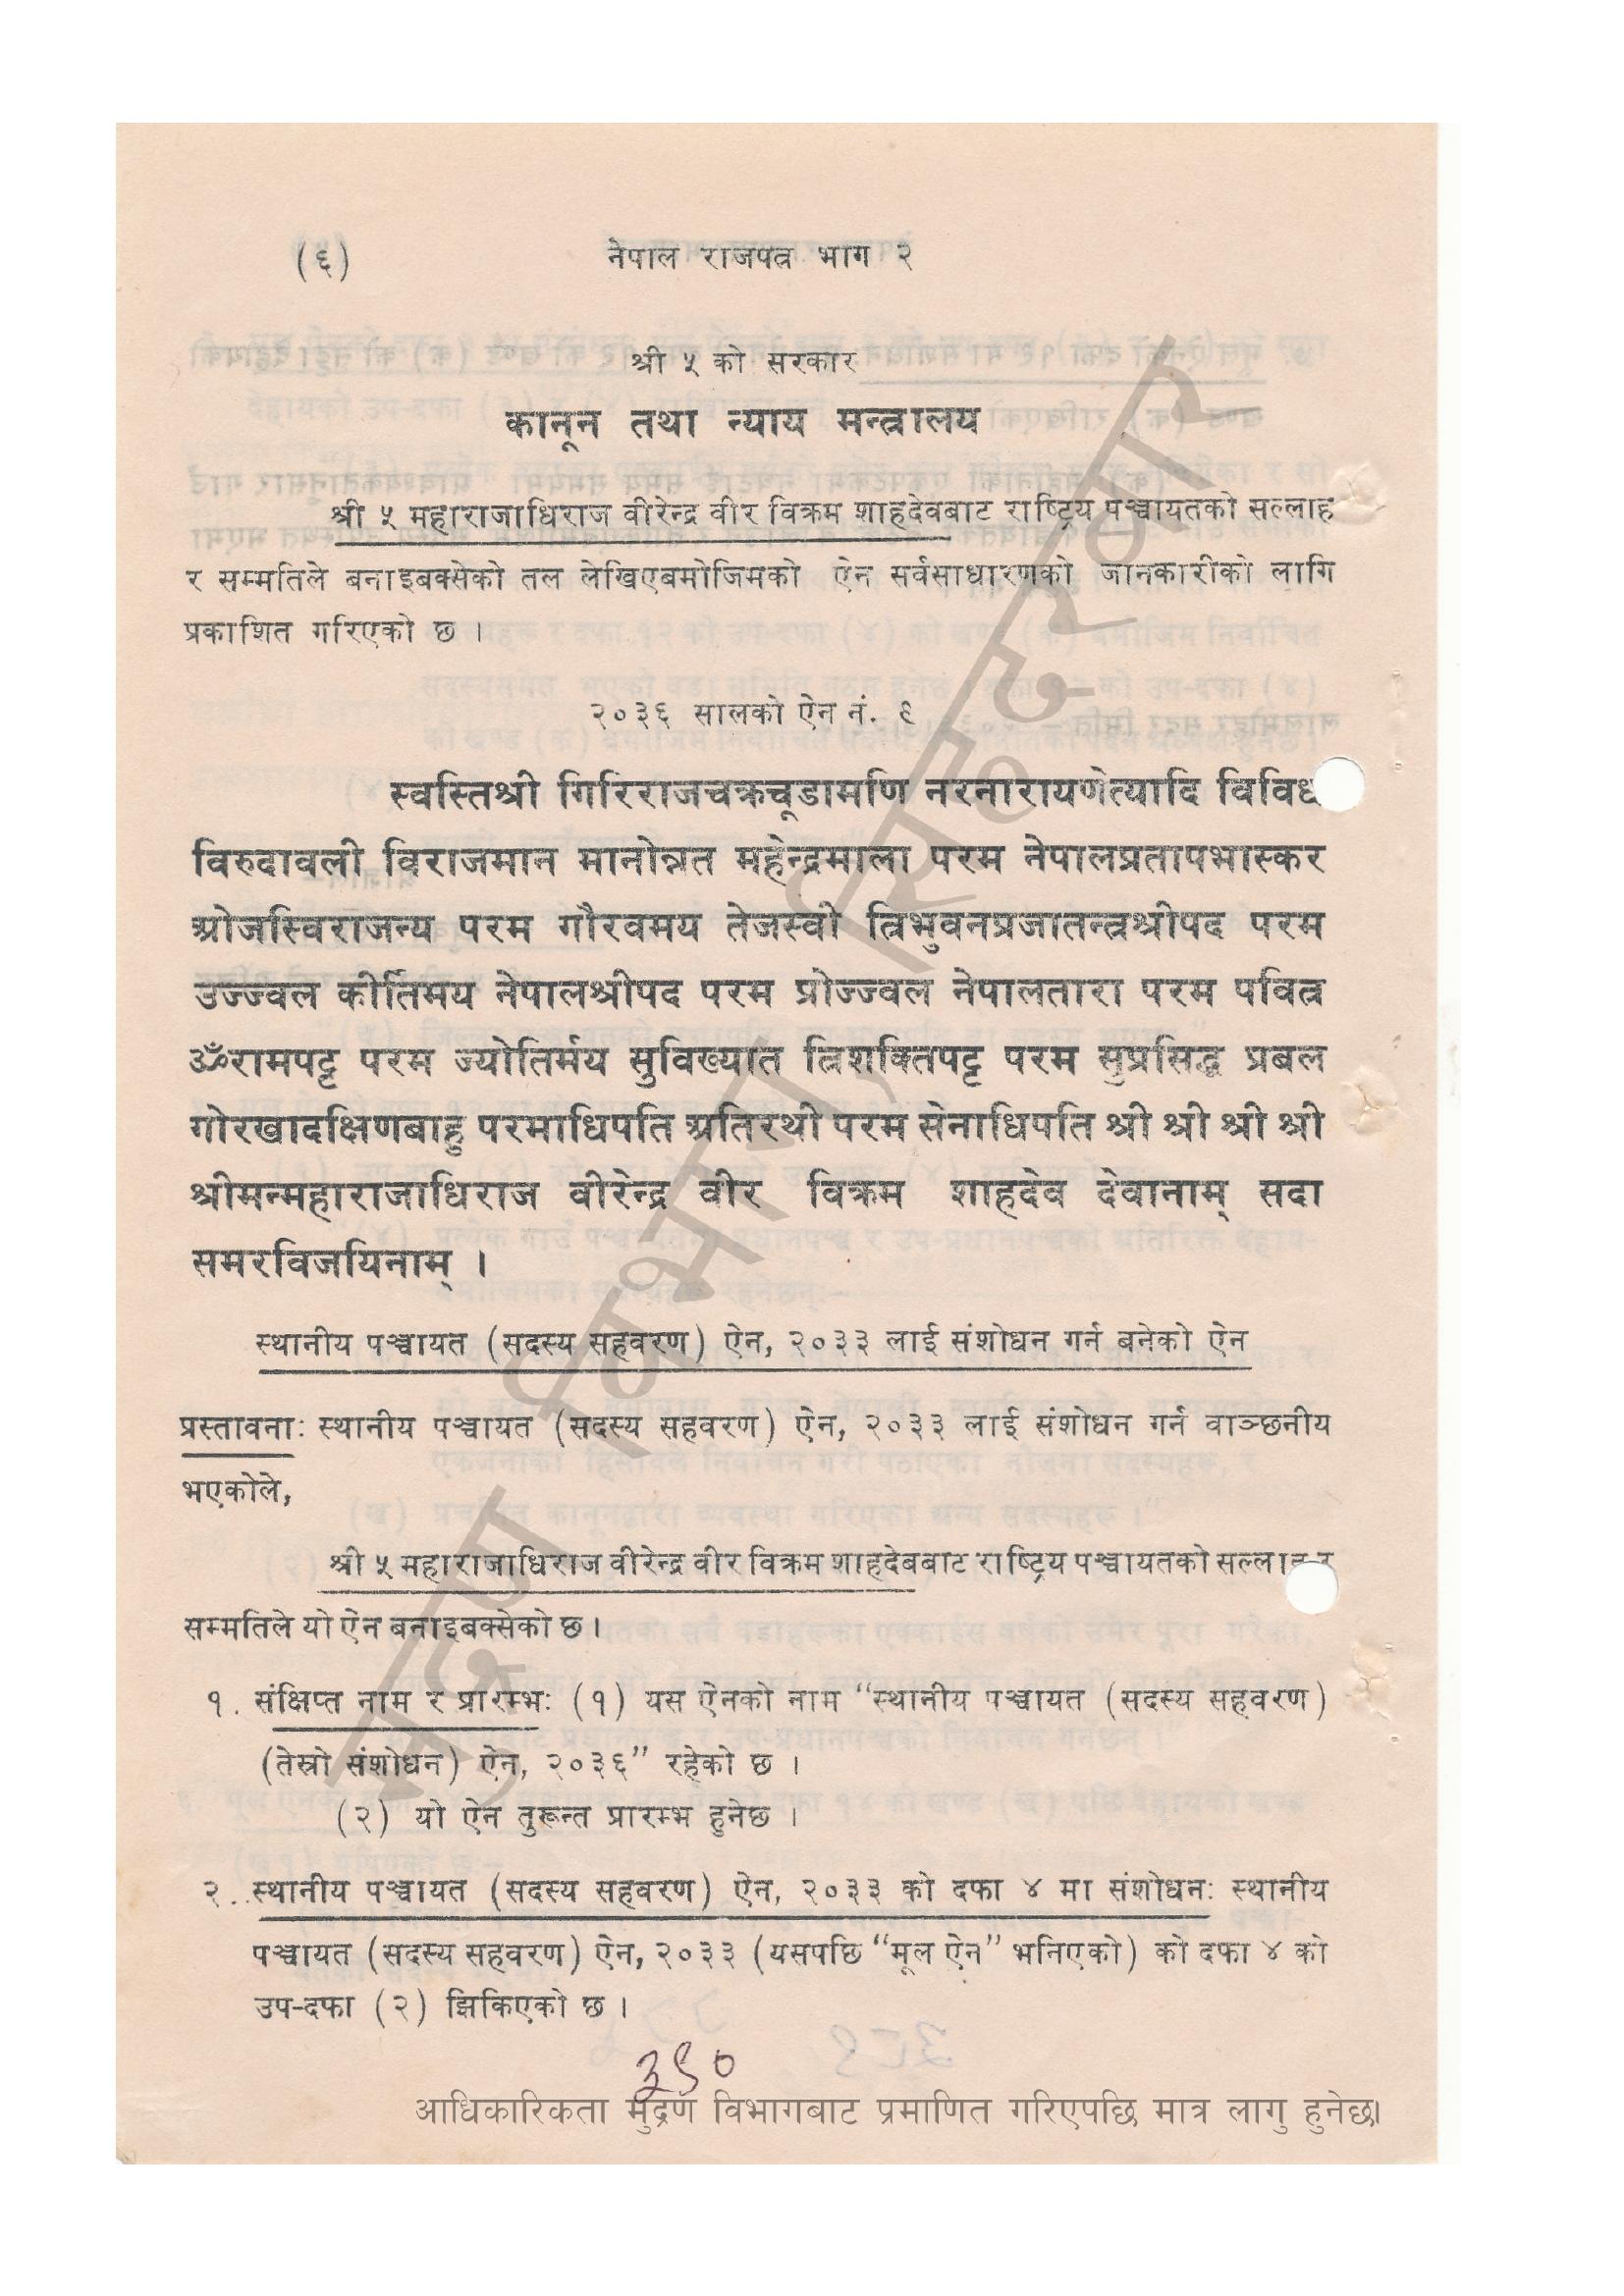 (६) नेपाल राजपत्र भाग २
श्री ५ को सरकार
कानून तथा न्याय मन्त्रालय
श्री ५ महाराजाधिराज वीरेन्द्र वीर विक्रम शाहदेवबाट राष्ट्रिय पञ्चायतको सल्लाह
र सम्मतिले बनाइबक्सेको तल लेखिएबमोजिमको ऐन सर्वसाधारणको जानकारीको लागि
प्रकाशित गरिएको छ ।
२०३६ सालको ऐन नं. ९
स्वस्तिश्री गिरिराजचक्रचूडामणि नरनारायणेत्यादि विविध
विरुदावली विराजमान मानोन्नत महेन्द्रमाला परम नेपालप्रतापभास्कर
ओजस्विराजन्य परम गौरवमय तेजस्वी त्रिभुवनप्रजातन्त्रश्रीपद परम
उज्ज्वल कीर्तिमय नेपालश्रीपद परम प्रोज्ज्वल नेपालतारा परम पवित्र
ॐरामपट्ट परम ज्योतिर्मय सुविख्यात त्रिशक्तिपट्ट परम सुप्रसिद्ध प्रबल
गोरखादक्षिणबाहु परमाधिपति अतिरथी परम सेनाधिपति श्री श्री श्री श्री
श्रीमन्महाराजाधिराज वीरेन्द्र वीर विक्रम शाहदेव देवानाम् सदा
समरविजयिनाम् ।
स्थानीय पञ्चायत (सदस्य सहवरण) ऐन, २०३३ लाई संशोधन गर्न बनेको ऐन
प्रस्तावना: स्थानीय पञ्चायत (सदस्य सहवरण) ऐन, २०३३ लाई संशोधन गर्न वाञ्छनीय
भएकोले,
श्री ५ महाराजाधिराज वीरेन्द्र वीर विक्रम शाहदेवबाट राष्ट्रिय पञ्चायतको सल्लाह र
सम्मतिले यो ऐन बनाइबक्सेको छ ।
१. संक्षिप्त नाम र प्रारम्भ: (१) यस ऐनको नाम “स्थानीय पञ्चायत (सदस्य सहवरण)
(तेस्रो संशोधन) ऐन, २०३६” रहेको छ ।
(२) यो ऐन तुरून्त प्रारम्भ हुनेछ ।
२. स्थानीय पञ्चायत (सदस्य सहवरण) ऐन, २०३३ को दफा ४ मा संशोधन: स्थानीय
पञ्चायत (सदस्य सहवरण) ऐन, २०३३ (यसपछि “मूल ऐन” भनिएको) को दफा ४ को
उप-दफा (२) झिकिएको छ ।
३९०
आधिकारिकता मुद्रण विभागबाट प्रमाणित गरिएपछि मात्र लागु हुनेछ।
मुद्रण विभाग, सिंहदरबार